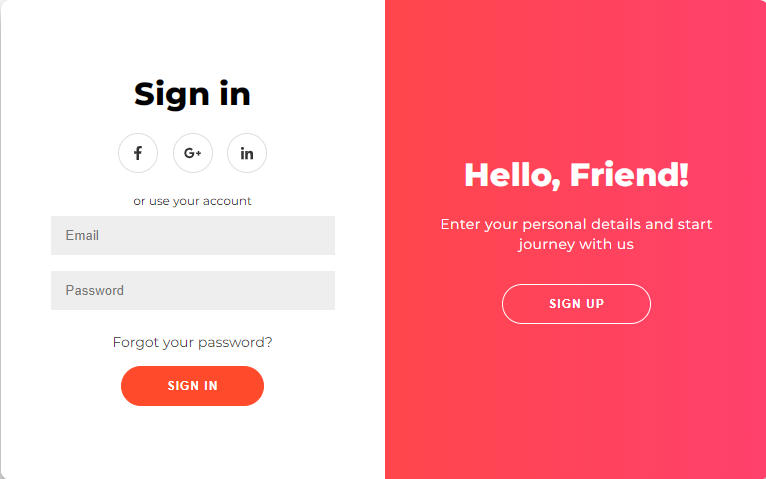 Sign in
f
G+
in
or use your account
Email
Password
Forgot your password?
SIGN IN
Hello, Friend!
Enter your personal details and start
journey with us
SIGN UP